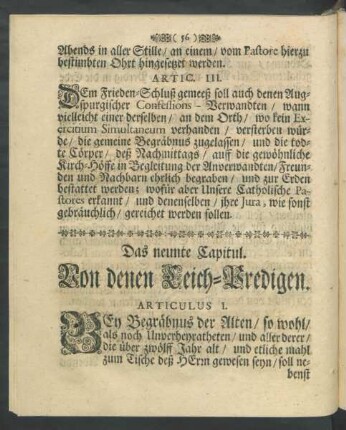 ( 56 )
Abends in aller Stille / an einem / vom Pastore hierzu
bestimbten Ohrt hingesetzt werden.
ARTIC. III.
DEm Frieden-Schluß gemeeß soll auch denen Aug-
spurgischer Confessions-Verwandten / wann
vielleicht einer derselben / an dem Orth / wo kein Ex-
ercitium Simultaneum verhanden / versterben wür-
de / die gemeine Begräbnus zugelassen / und die tod-
te Cörper / deß Nachmittags / auff die gewöhnliche
Kirch-Höffe in Begleitung der Anverwandten / Freun-
den und Nachbaren ehrlich begraben / und zur Erden
bestattet werden; wofür aber Unsere Catholische Pa-
stores erkannt / und denenselben / ihre Jura, wie sonst
gebräuchlich / gereichet werden sollen.
Das neunte Capitul.
Von denen Leich-Predigen.
ARTICULUS I.
BEy Begräbnus der Alten / so wohl /
als noch Unverheyratheten / und aller derer /
die über zwölff Jahr alt / und etliche mahl
zum Tische deß HErrn gewesen seyn / soll ne-
benst